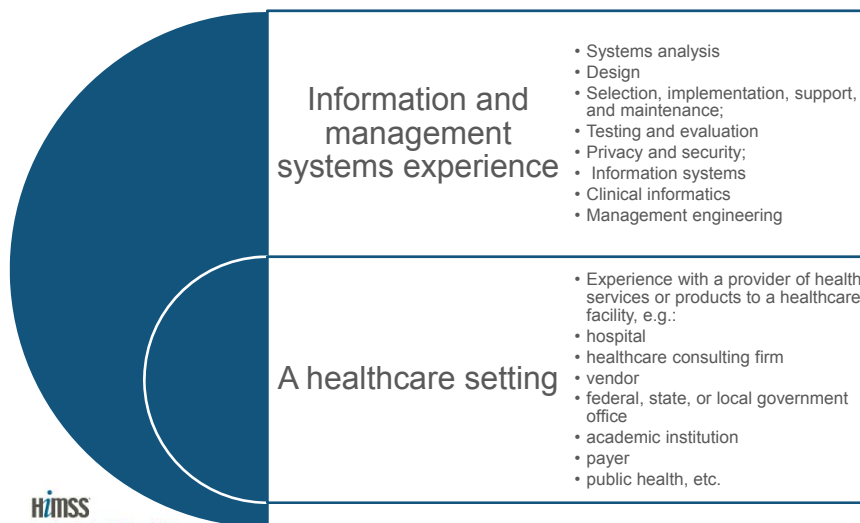 Information and
management
systems experience
• Systems analysis
• Design
• Selection, implementation, support,
and maintenance;
• Testing and evaluation
• Privacy and security;
• Information systems
• Clinical informatics
• Management engineering
A healthcare setting
• Experience with a provider of health
services or products to a healthcare
facility, e.g.:
• hospital
• healthcare consulting firm
• vendor
• federal, state, or local government
office
• academic institution
• payer
• public health, etc.
HiMSS